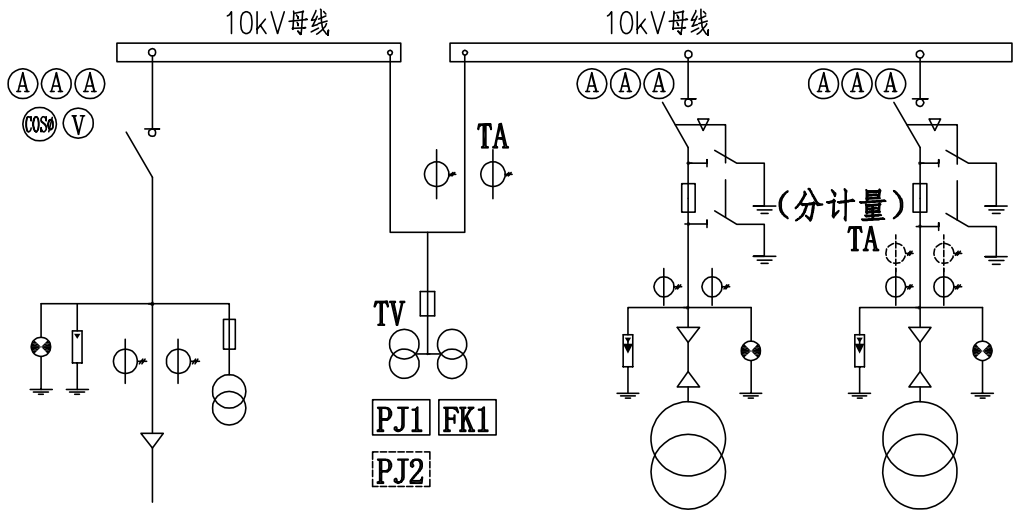 10kV母线
10kV母线
A A A
COSø V
A A A
A A A
TA
(分计量)
TA
TV
PJ1 FK1
PJ2